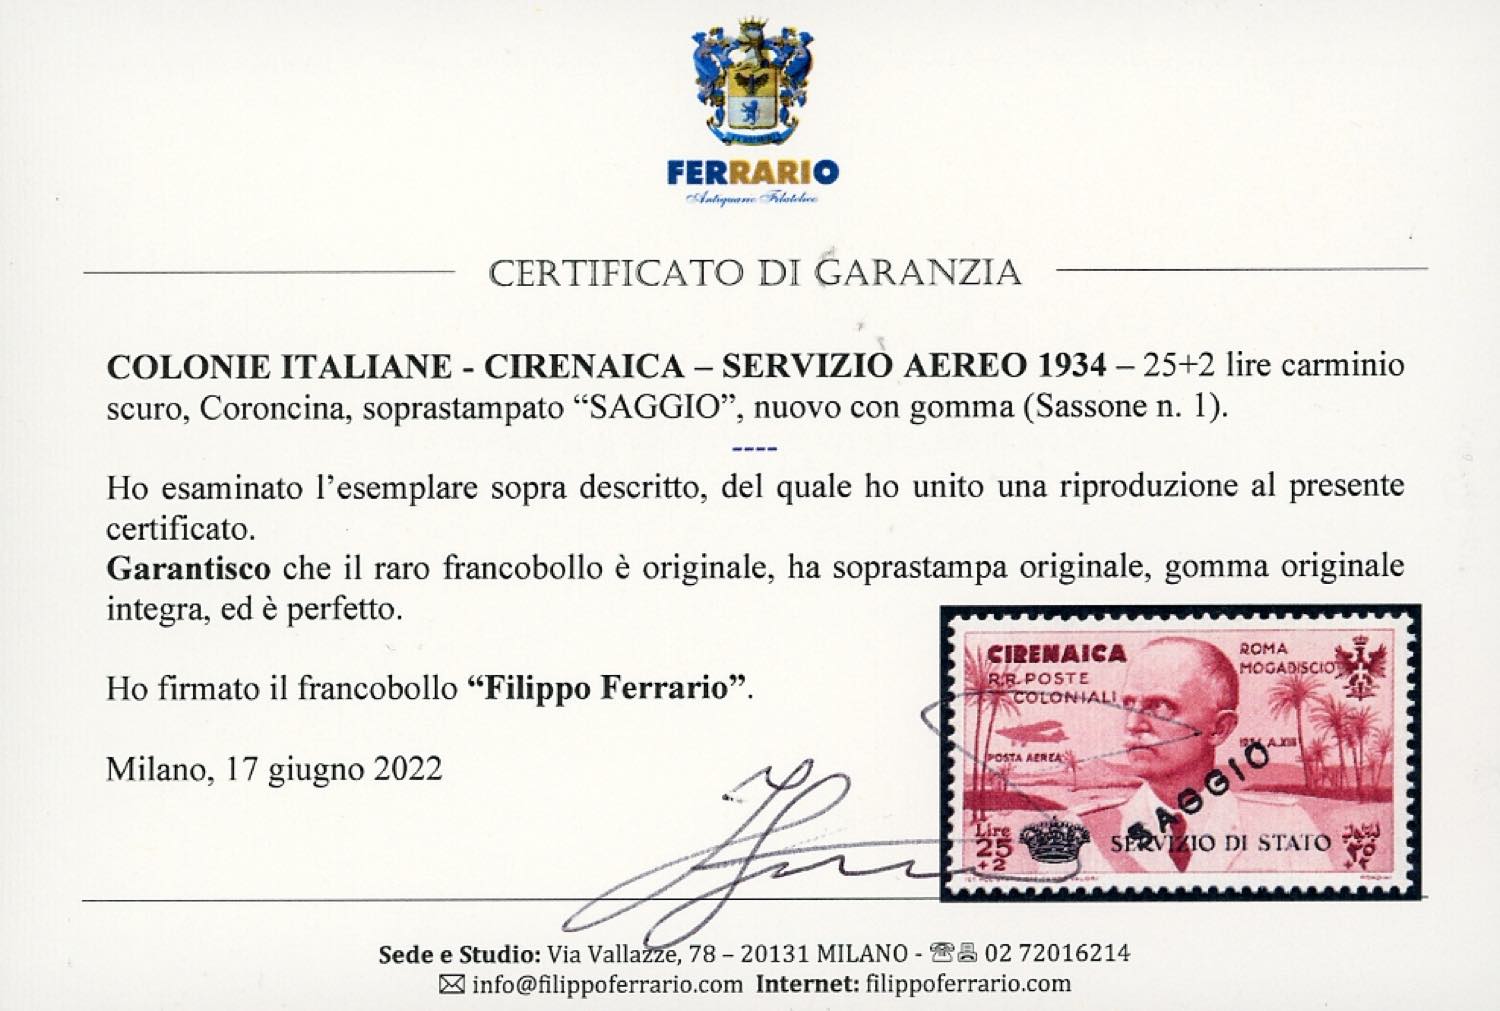 FERRARIO
Antiquario Filatelico
CERTIFICATO DI GARANZIA
COLONIE ITALIANE - CIRENAICA – SERVIZIO AEREO 1934 – 25+2 lire carminio
scuro, Coroncina, soprastampato “SAGGIO”, nuovo con gomma (Sassone n. 1).
----
Ho esaminato l’esemplare sopra descritto, del quale ho unito una riproduzione al presente
certificato.
Garantisco che il raro francobollo è originale, ha soprastampa originale, gomma originale
integra, ed è perfetto.
Ho firmato il francobollo “Filippo Ferrario”.
Milano, 17 giugno 2022
CIRENAICA
R.R. POSTE
COLONIALI
ROMA
MOGADISCIO
POSTA AEREA
SAGGIO
Lire
25
+2
SERVIZIO DI STATO
Sede e Studio: Via Vallazze, 78 – 20131 MILANO - 02 72016214
info@filippoferrario.com Internet: filippoferrario.com